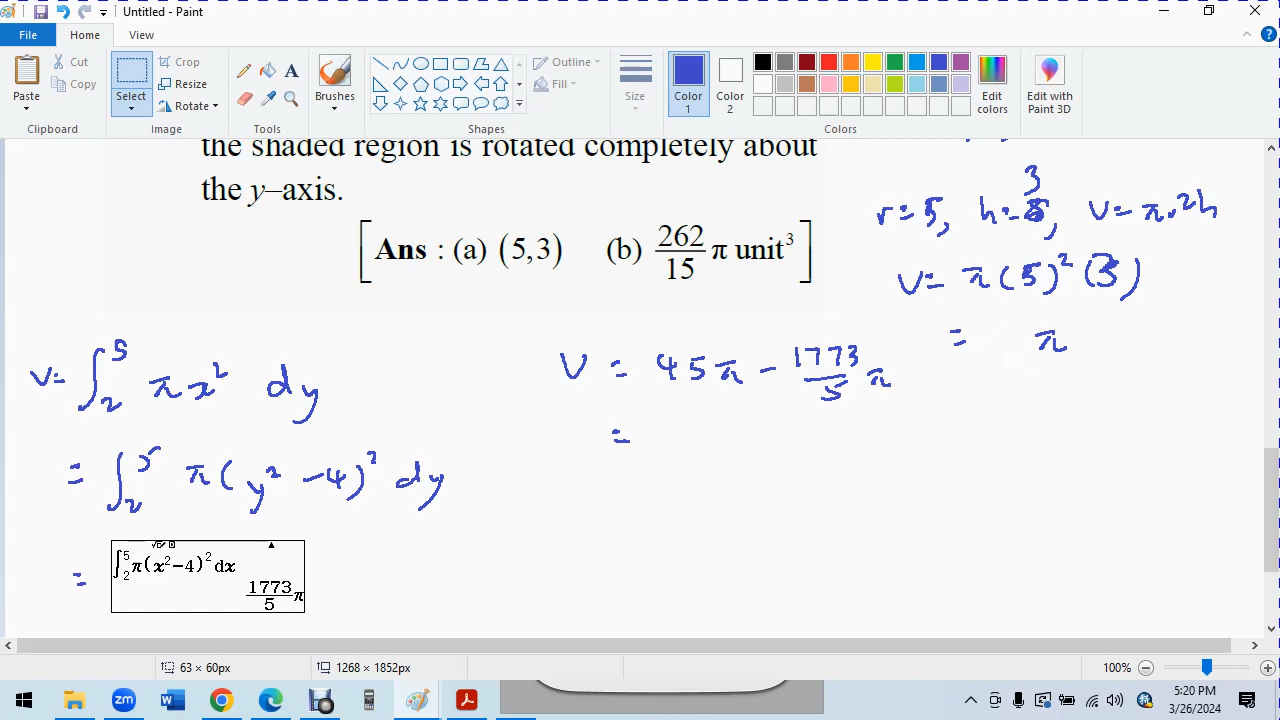 Untitled - Paint
File Home View
Paste Cut Copy Clipboard
Select Crop Resize Rotate Image
Tools
Brushes
Outline Fill Shapes
Size
Color 1 Color 2 Colors
Edit colors
Edit with Paint 3D
the shaded region is rotated completely about
the y–axis.
[Ans : (a) (5,3) (b) 262/15 π unit³]
3
r=5, h=5, V=πr²h
V= π(5)²(3)
= π
V= ∫₂⁵ πx² dy
= ∫₂⁵ π(y²-4)² dy
= ∫₂⁵π(x²-4)²dx
1773/5 π
V = 45π - 1773/5 π
=
63 × 60px 1268 × 1852px 100%
5:20 PM
3/26/2024